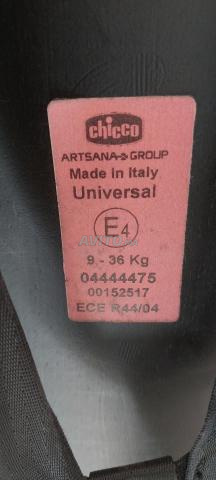 chicco
ARTSANA GROUP
Made in Italy
Universal
E4
9 - 36 Kg
04444475
00152517
ECE R44/04